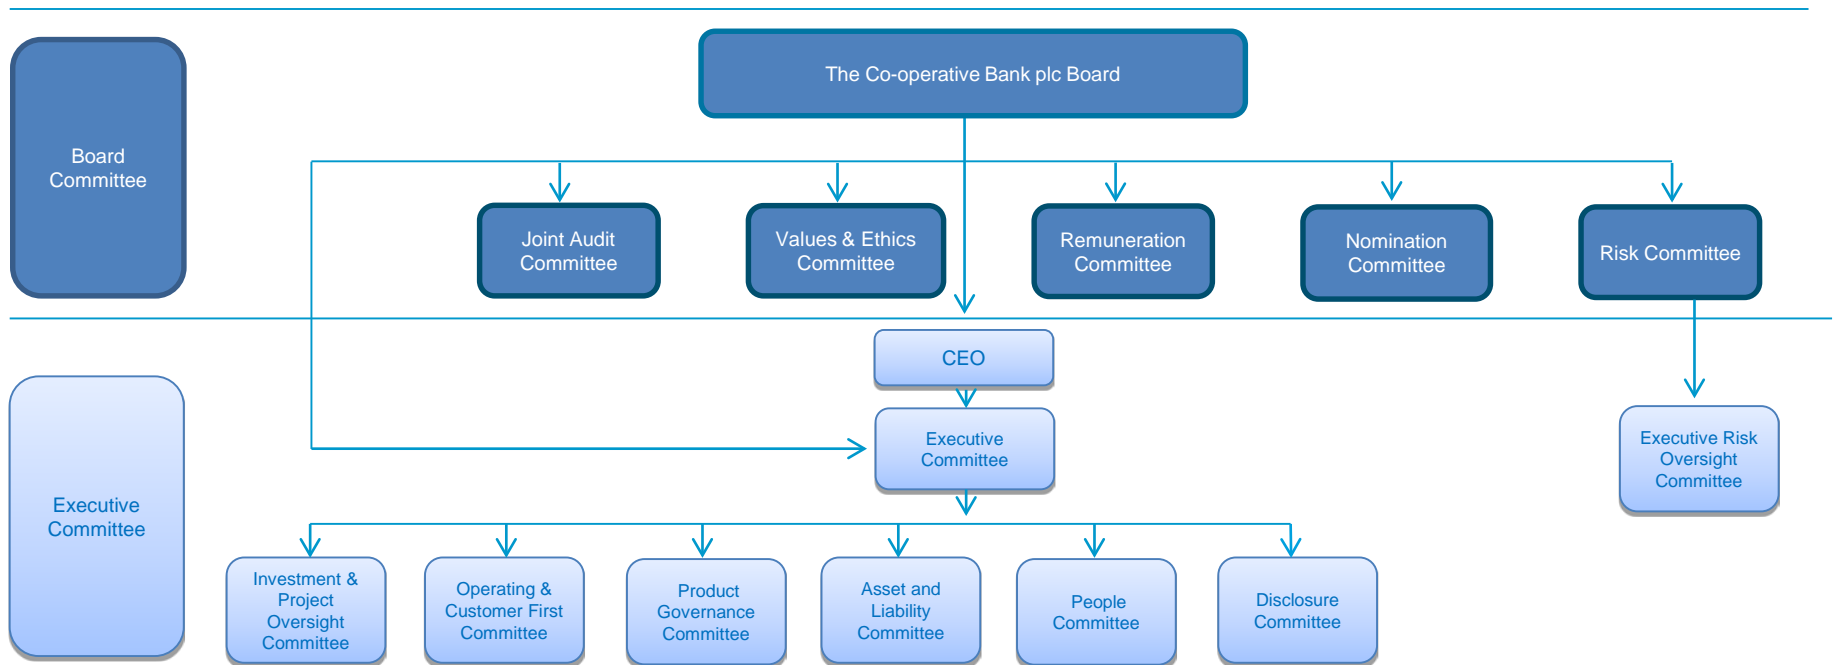 The Co-operative Bank plc Board
Board
Committee
Joint Audit
Committee
Values & Ethics
Committee
Remuneration
Committee
Nomination
Committee
Risk Committee
CEO
Executive
Committee
Executive Risk
Oversight
Committee
Executive
Committee
Investment &
Project
Oversight
Committee
Operating &
Customer First
Committee
Product
Governance
Committee
Asset and
Liability
Committee
People
Committee
Disclosure
Committee